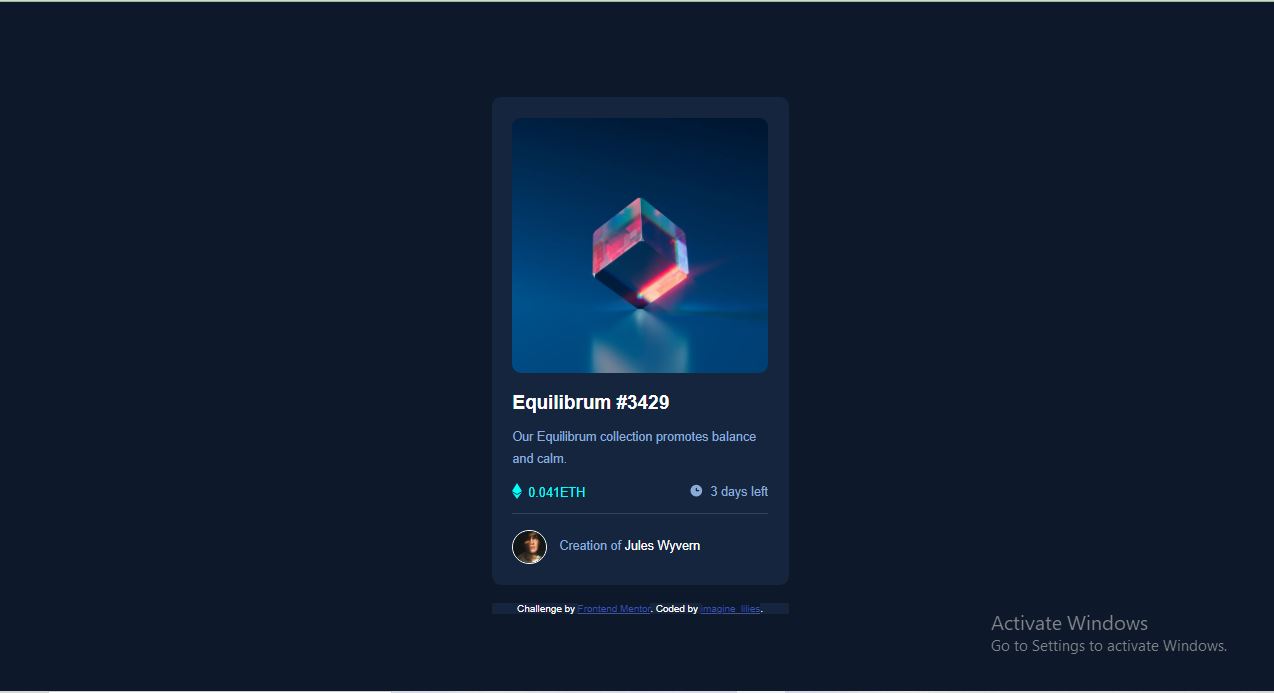 Equilibrum #3429
Our Equilibrum collection promotes balance
and calm.
0.041ETH 3 days left
Creation of Jules Wyvern
Challenge by Frontend Mentor. Coded by imagine_lilies.
Activate Windows
Go to Settings to activate Windows.